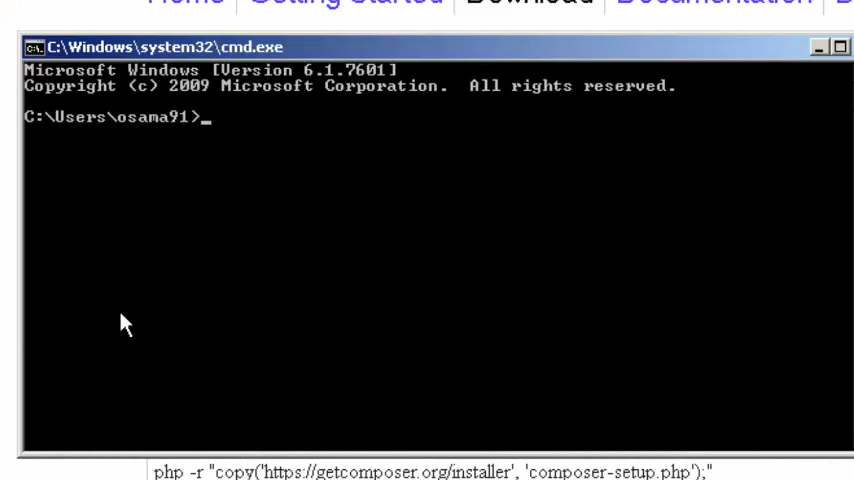 Home Getting Started Download Documentation
C:\Windows\system32\cmd.exe
Microsoft Windows [Version 6.1.7601]
Copyright (c) 2009 Microsoft Corporation.  All rights reserved.
C:\Users\osama91>_
php -r "copy('https://getcomposer.org/installer', 'composer-setup.php');"